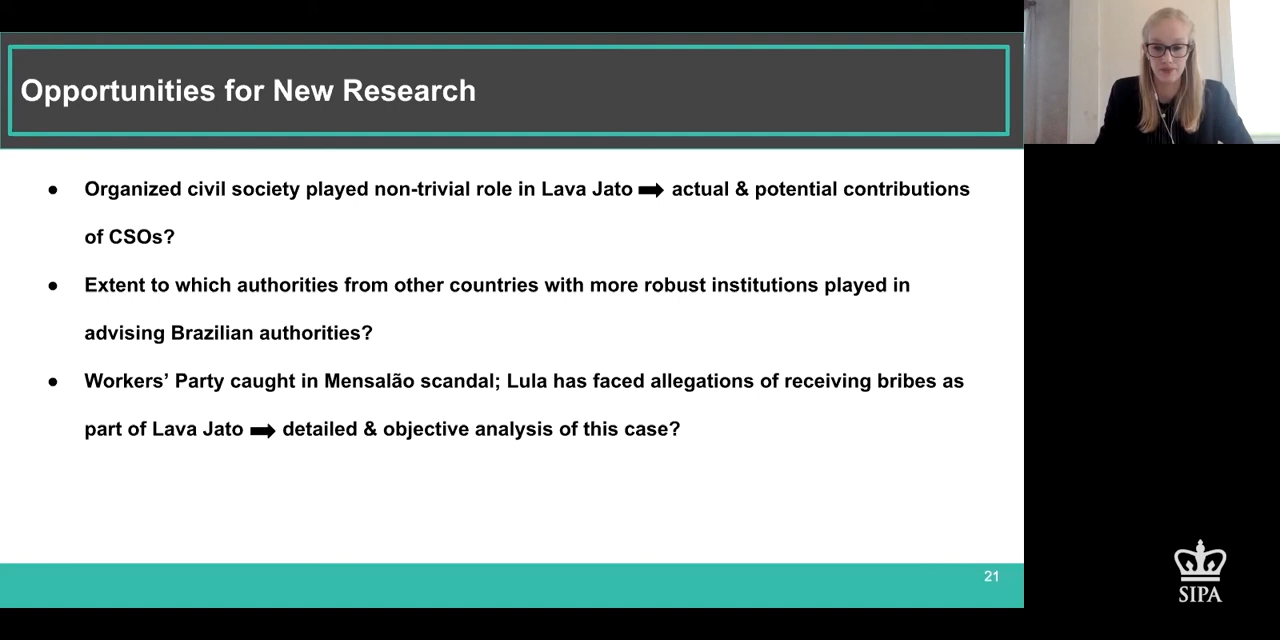 Opportunities for New Research
● Organized civil society played non-trivial role in Lava Jato ➡ actual & potential contributions
of CSOs?
● Extent to which authorities from other countries with more robust institutions played in
advising Brazilian authorities?
● Workers’ Party caught in Mensalão scandal; Lula has faced allegations of receiving bribes as
part of Lava Jato ➡ detailed & objective analysis of this case?
21
SIPA